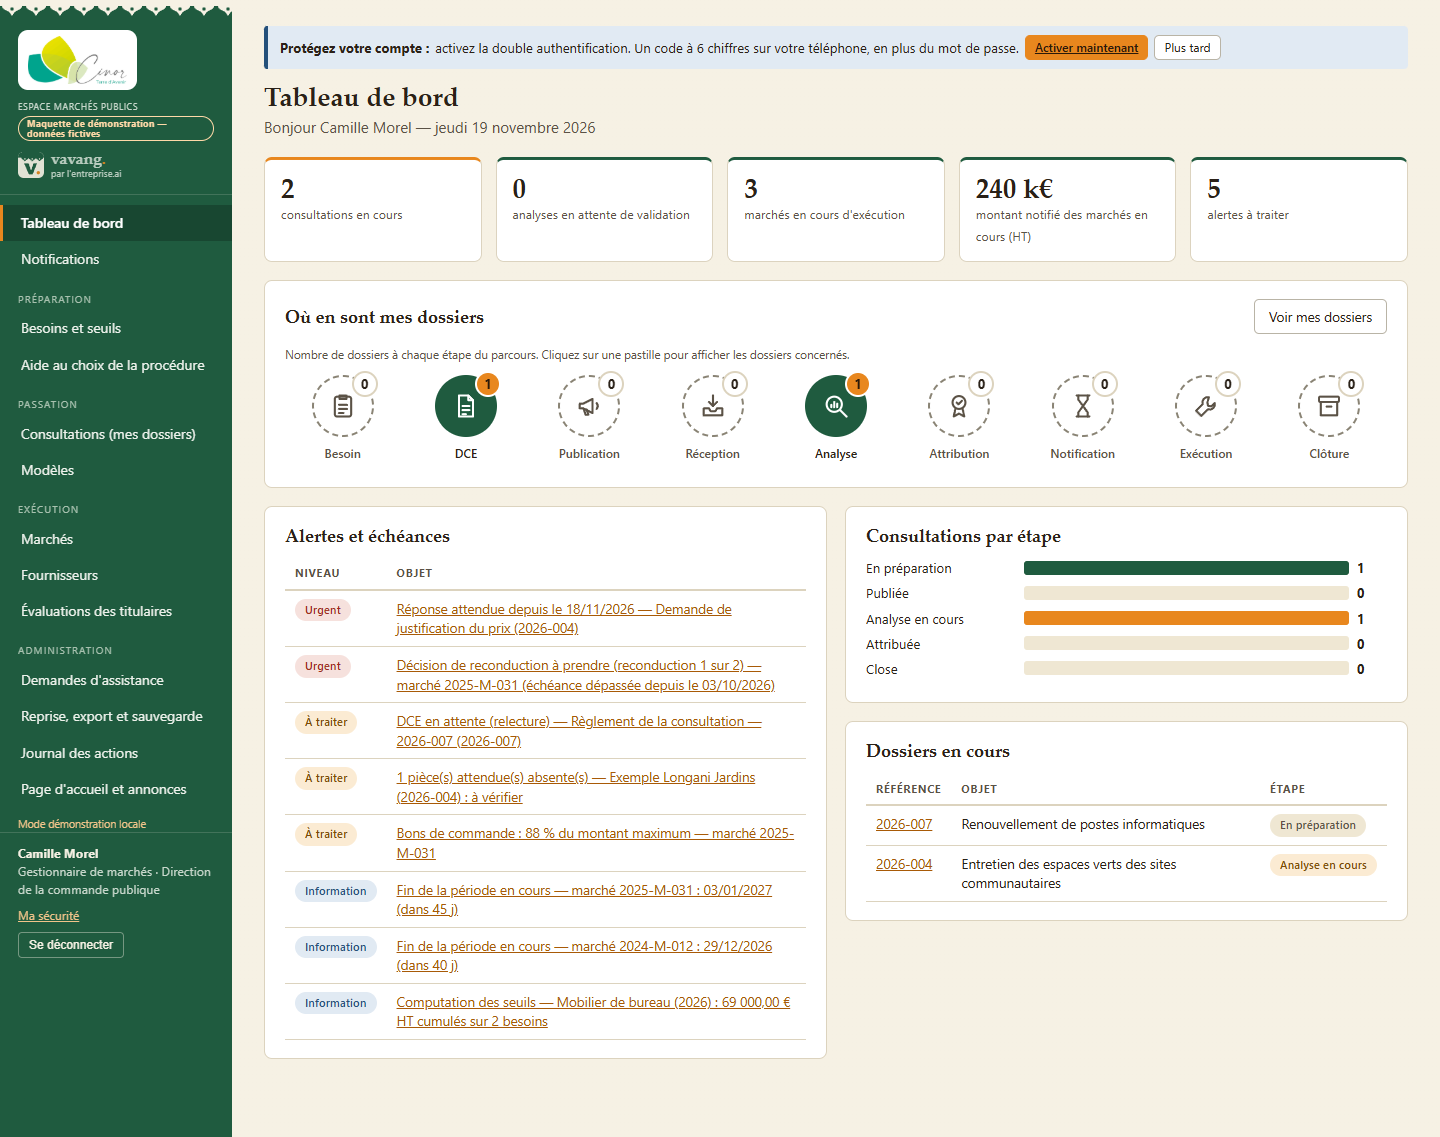 Cinor
Terre d'Avenir
ESPACE MARCHÉS PUBLICS
Maquette de démonstration —
données fictives
v.
vavang.
par l'entreprise.ai
Tableau de bord
Notifications
PRÉPARATION
Besoins et seuils
Aide au choix de la procédure
PASSATION
Consultations (mes dossiers)
Modèles
EXÉCUTION
Marchés
Fournisseurs
Évaluations des titulaires
ADMINISTRATION
Demandes d'assistance
Reprise, export et sauvegarde
Journal des actions
Page d'accueil et annonces
Mode démonstration locale
Camille Morel
Gestionnaire de marchés · Direction
de la commande publique
Ma sécurité
Se déconnecter
Protégez votre compte : activez la double authentification. Un code à 6 chiffres sur votre téléphone, en plus du mot de passe. Activer maintenant Plus tard
Tableau de bord
Bonjour Camille Morel — jeudi 19 novembre 2026
2
consultations en cours
0
analyses en attente de validation
3
marchés en cours d'exécution
240 k€
montant notifié des marchés en
cours (HT)
5
alertes à traiter
Où en sont mes dossiers
Voir mes dossiers
Nombre de dossiers à chaque étape du parcours. Cliquez sur une pastille pour afficher les dossiers concernés.
0 1 0 0 1 0 0 0 0
Besoin DCE Publication Réception Analyse Attribution Notification Exécution Clôture
Alertes et échéances
NIVEAU OBJET
Urgent Réponse attendue depuis le 18/11/2026 — Demande de
justification du prix (2026-004)
Urgent Décision de reconduction à prendre (reconduction 1 sur 2) —
marché 2025-M-031 (échéance dépassée depuis le 03/10/2026)
À traiter DCE en attente (relecture) — Règlement de la consultation —
2026-007 (2026-007)
À traiter 1 pièce(s) attendue(s) absente(s) — Exemple Longani Jardins
(2026-004) : à vérifier
À traiter Bons de commande : 88 % du montant maximum — marché 2025-
M-031
Information Fin de la période en cours — marché 2025-M-031 : 03/01/2027
(dans 45 j)
Information Fin de la période en cours — marché 2024-M-012 : 29/12/2026
(dans 40 j)
Information Computation des seuils — Mobilier de bureau (2026) : 69 000,00 €
HT cumulés sur 2 besoins
Consultations par étape
En préparation 1
Publiée 0
Analyse en cours 1
Attribuée 0
Close 0
Dossiers en cours
RÉFÉRENCE OBJET ÉTAPE
2026-007 Renouvellement de postes informatiques En préparation
2026-004 Entretien des espaces verts des sites Analyse en cours
communautaires